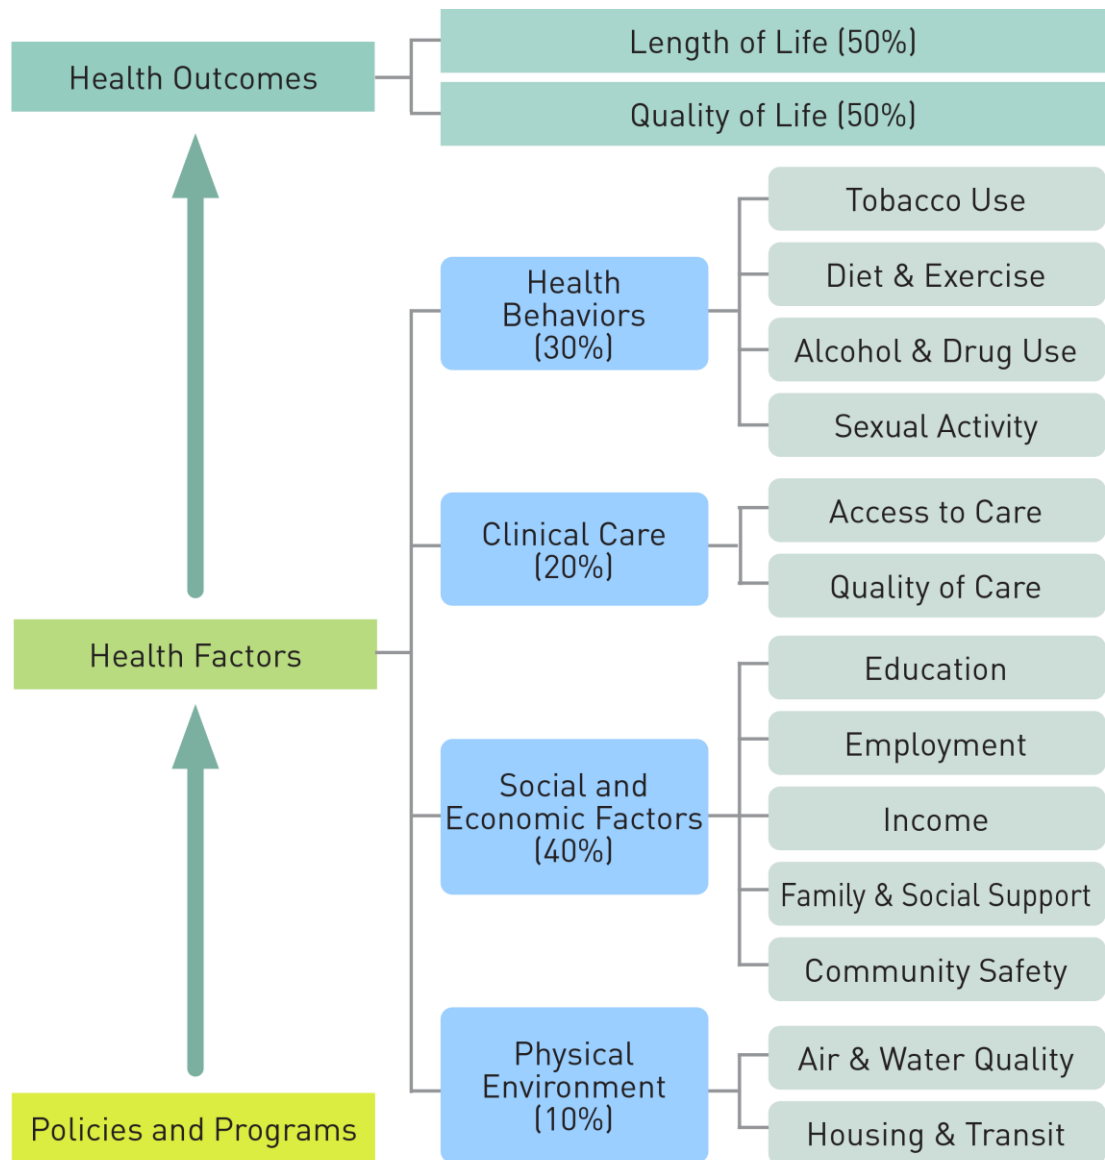 Health Outcomes
Length of Life (50%)
Quality of Life (50%)
Health Factors
Health
Behaviors
(30%)
Tobacco Use
Diet & Exercise
Alcohol & Drug Use
Sexual Activity
Clinical Care
(20%)
Access to Care
Quality of Care
Social and
Economic Factors
(40%)
Education
Employment
Income
Family & Social Support
Community Safety
Physical
Environment
(10%)
Air & Water Quality
Housing & Transit
Policies and Programs